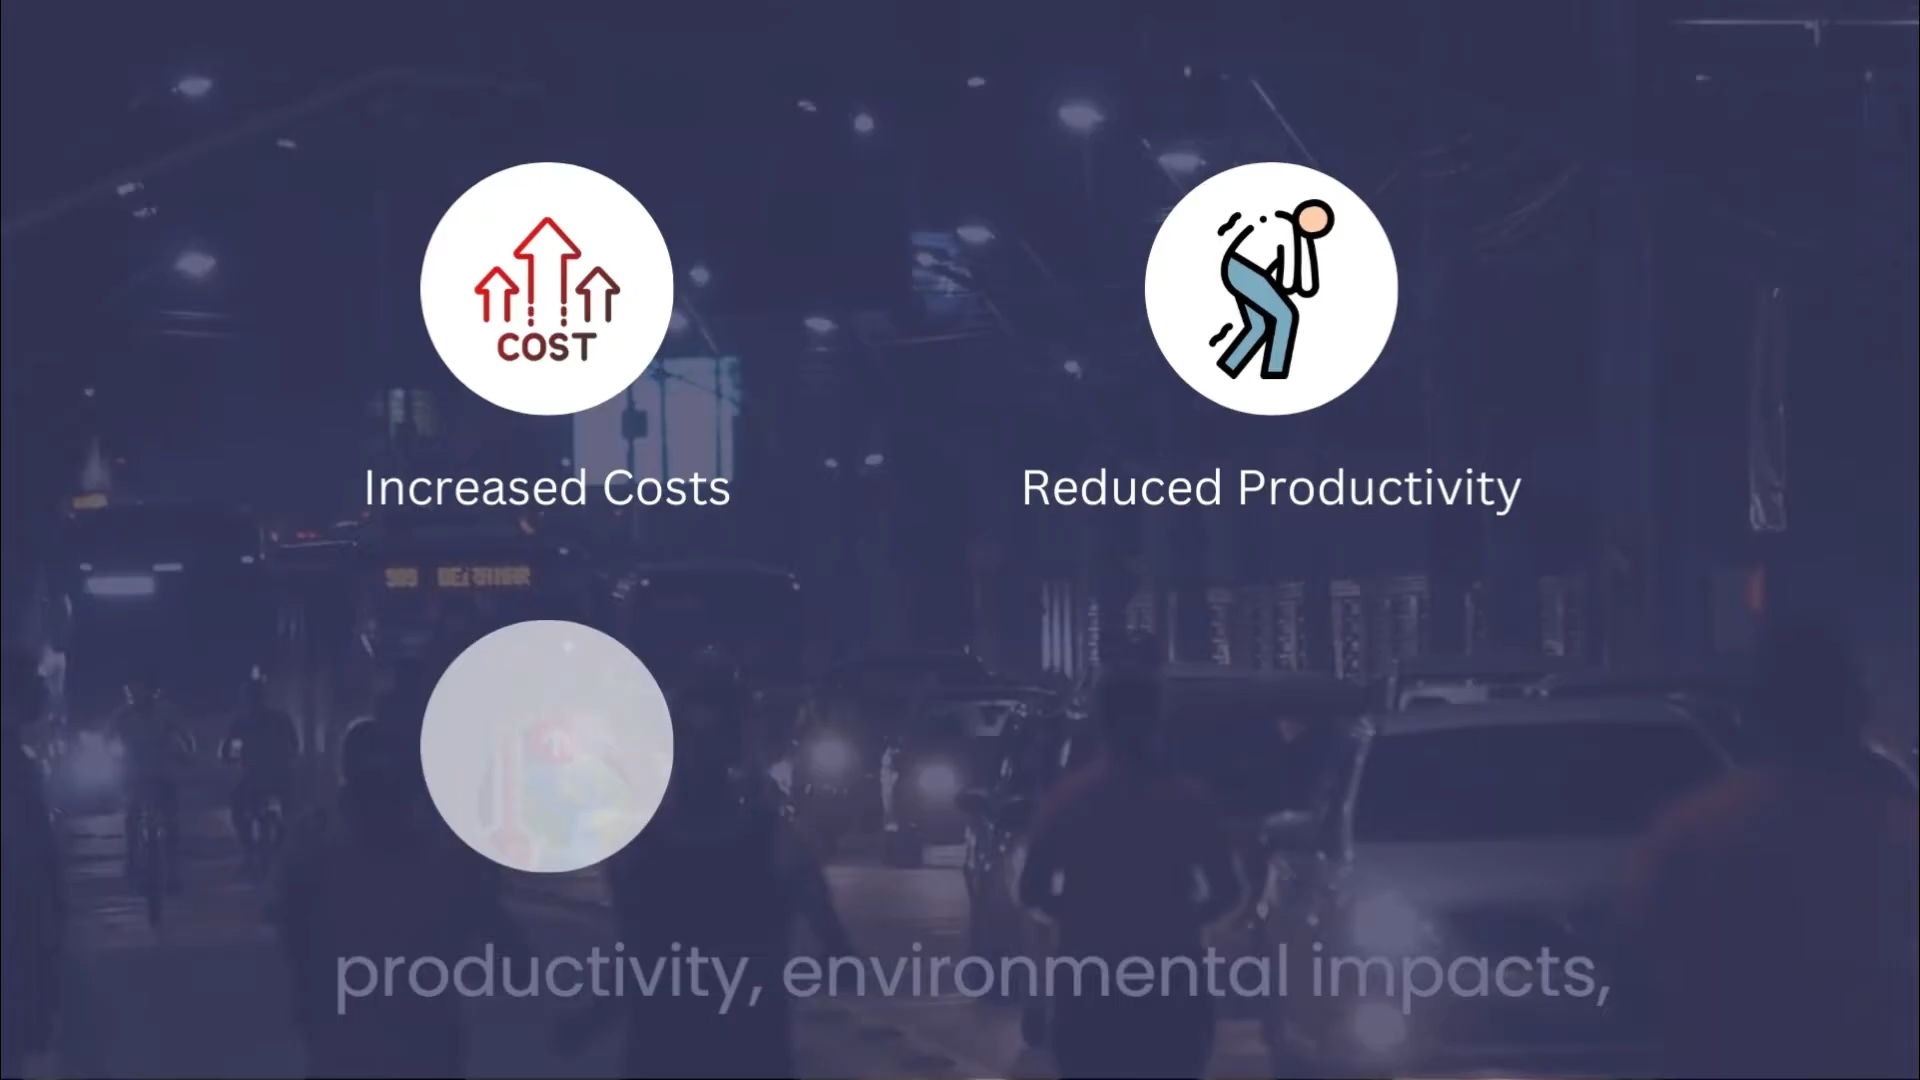 COST
Increased Costs
Reduced Productivity
productivity, environmental impacts,